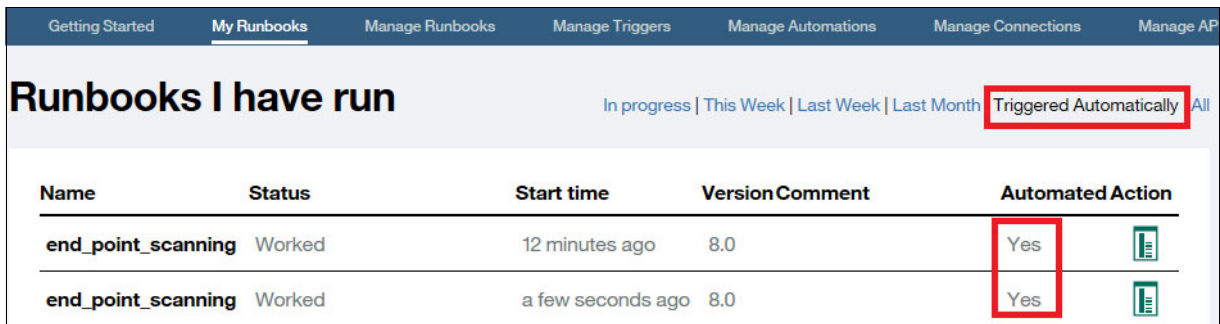 Getting Started My Runbooks Manage Runbooks Manage Triggers Manage Automations Manage Connections Manage AP
Runbooks I have run
In progress | This Week | Last Week | Last Month Triggered Automatically All
Name Status Start time Version Comment Automated Action
end_point_scanning Worked 12 minutes ago 8.0 Yes
end_point_scanning Worked a few seconds ago 8.0 Yes